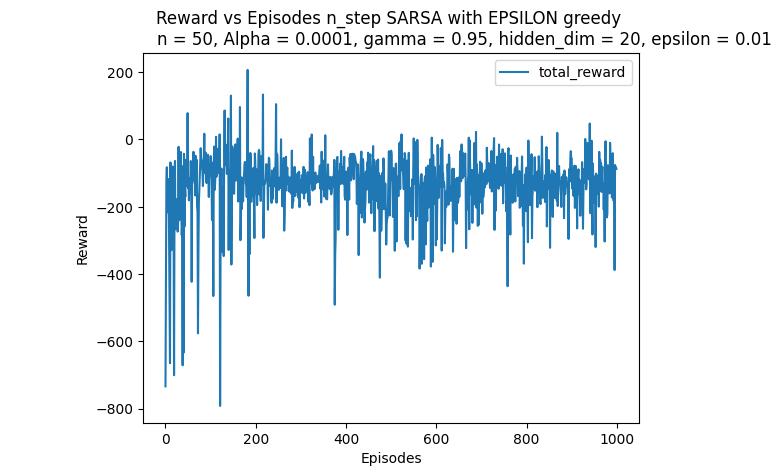 Reward vs Episodes n_step SARSA with EPSILON greedy
n = 50, Alpha = 0.0001, gamma = 0.95, hidden_dim = 20, epsilon = 0.01
total_reward
200
0
−200
−400
−600
−800
Reward
0 200 400 600 800 1000
Episodes